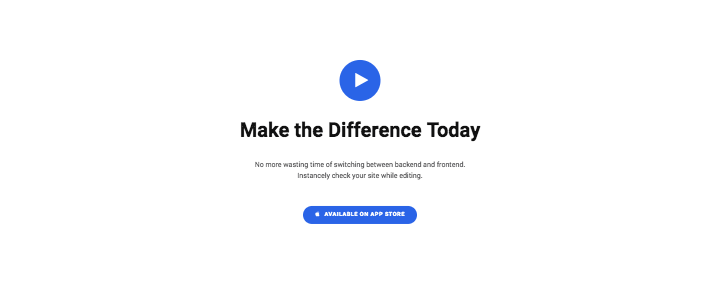 Make the Difference Today
No more wasting time of switching between backend and frontend.
Instancely check your site while editing.
AVAILABLE ON APP STORE